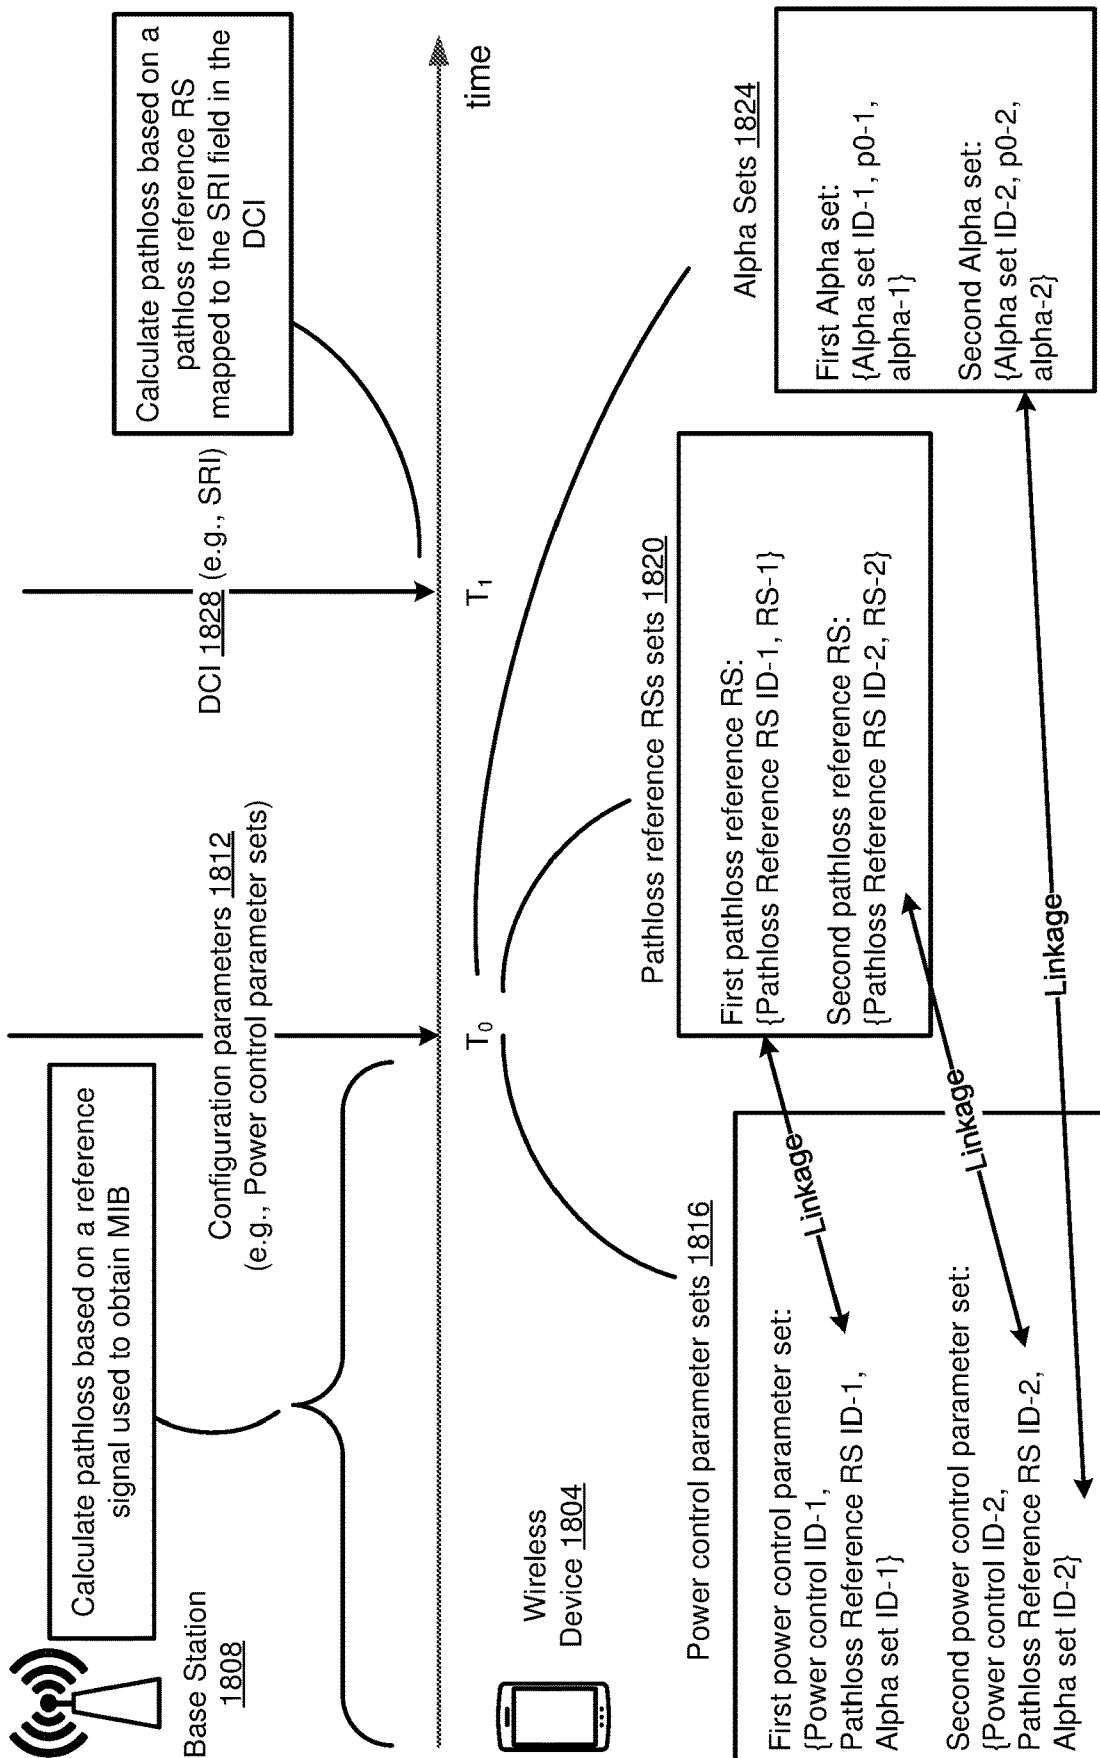 Calculate pathloss based on a reference
signal used to obtain MIB
Base Station
1808
Configuration parameters 1812
(e.g., Power control parameter sets)
DCI 1828 (e.g., SRI)
Calculate pathloss based on a
pathloss reference RS
mapped to the SRI field in the
DCI
T0
T1
time
Wireless
Device 1804
Power control parameter sets 1816
First power control parameter set:
{Power control ID-1,
Pathloss Reference RS ID-1,
Alpha set ID-1}
Second power control parameter set:
{Power control ID-2,
Pathloss Reference RS ID-2,
Alpha set ID-2}
Linkage
Linkage
Linkage
Pathloss reference RSs sets 1820
First pathloss reference RS:
{Pathloss Reference RS ID-1, RS-1}
Second pathloss reference RS:
{Pathloss Reference RS ID-2, RS-2}
Alpha Sets 1824
First Alpha set:
{Alpha set ID-1, p0-1,
alpha-1}
Second Alpha set:
{Alpha set ID-2, p0-2,
alpha-2}